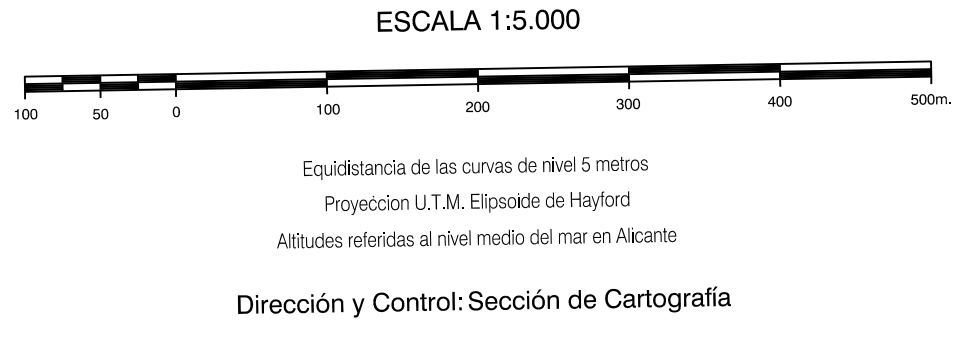 ESCALA 1:5.000
100 50 0 100 200 300 400 500m.
Equidistancia de las curvas de nivel 5 metros
Proyección U.T.M. Elipsoide de Hayford
Altitudes referidas al nivel medio del mar en Alicante
Dirección y Control: Sección de Cartografía